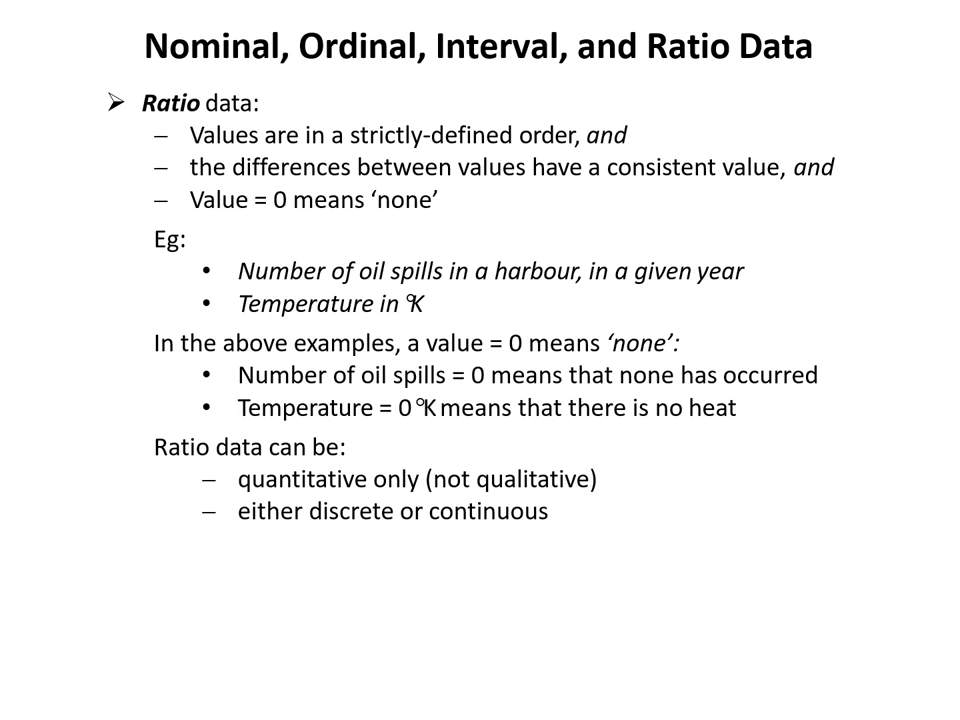 Nominal, Ordinal, Interval, and Ratio Data
➢ Ratio data:
– Values are in a strictly-defined order, and
– the differences between values have a consistent value, and
– Value = 0 means ‘none’
Eg:
• Number of oil spills in a harbour, in a given year
• Temperature in °K
In the above examples, a value = 0 means ‘none’:
• Number of oil spills = 0 means that none has occurred
• Temperature = 0°K means that there is no heat
Ratio data can be:
– quantitative only (not qualitative)
– either discrete or continuous